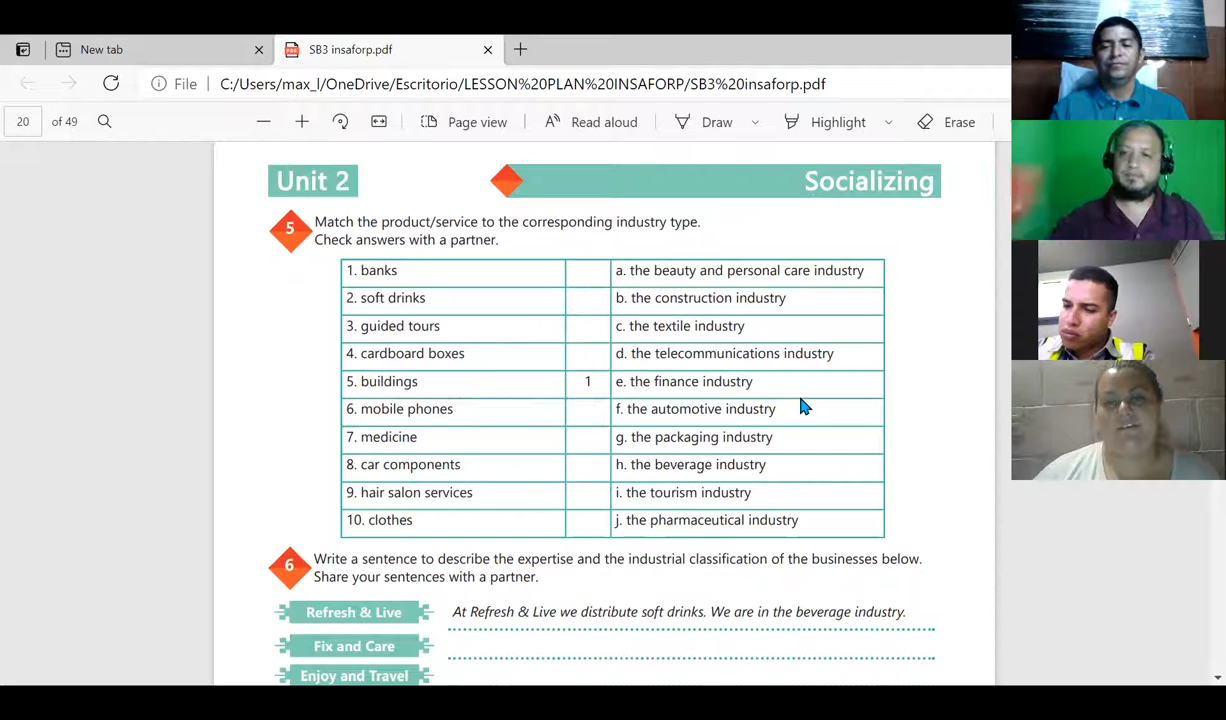 New tab
SB3 insaforp.pdf
File
C:/Users/max_l/OneDrive/Escritorio/LESSON%20PLAN%20INSAFORP/SB3%20insaforp.pdf
20 of 49
Page view
Read aloud
Draw
Highlight
Erase
Unit 2
Socializing
5
Match the product/service to the corresponding industry type.
Check answers with a partner.
1. banks a. the beauty and personal care industry
2. soft drinks b. the construction industry
3. guided tours c. the textile industry
4. cardboard boxes d. the telecommunications industry
5. buildings 1 e. the finance industry
6. mobile phones f. the automotive industry
7. medicine g. the packaging industry
8. car components h. the beverage industry
9. hair salon services i. the tourism industry
10. clothes j. the pharmaceutical industry
6
Write a sentence to describe the expertise and the industrial classification of the businesses below.
Share your sentences with a partner.
Refresh & Live At Refresh & Live we distribute soft drinks. We are in the beverage industry.
Fix and Care
Enjoy and Travel